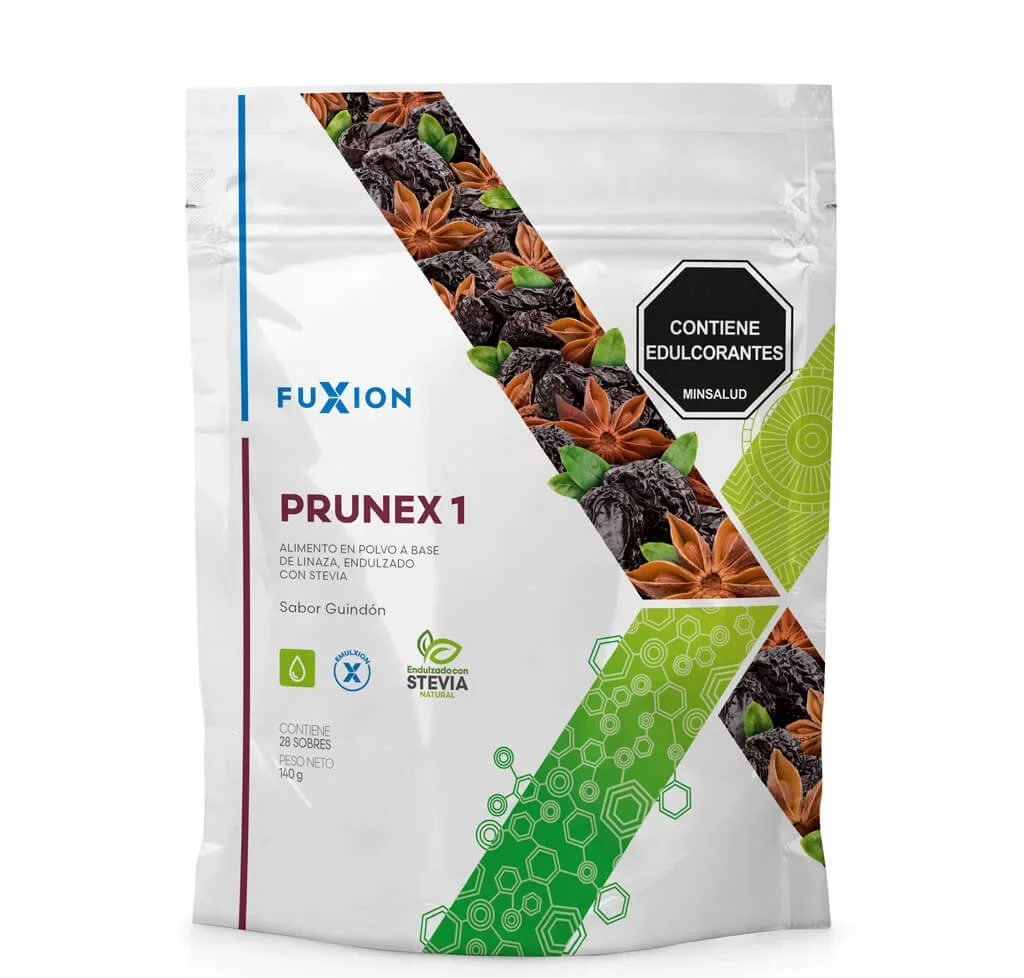 FUXION
PRUNEX 1
ALIMENTO EN POLVO A BASE
DE LINAZA, ENDULZADO
CON STEVIA
Sabor Guindón
EMULXION
X
Endulzado con
STEVIA
NATURAL
CONTIENE
28 SOBRES
PESO NETO
140 g
CONTIENE
EDULCORANTES
MINSALUD